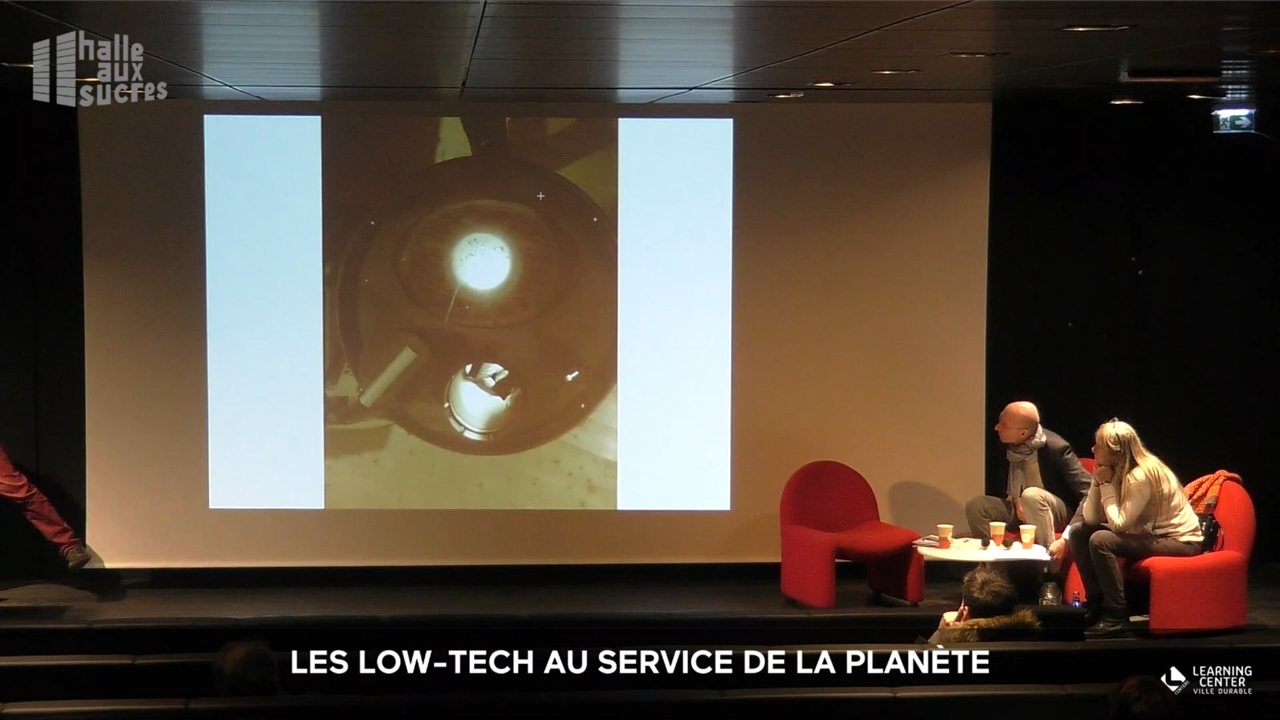 halle
aux
sucres
LES LOW-TECH AU SERVICE DE LA PLANÈTE
LEARNING
CENTER
VILLE DURABLE